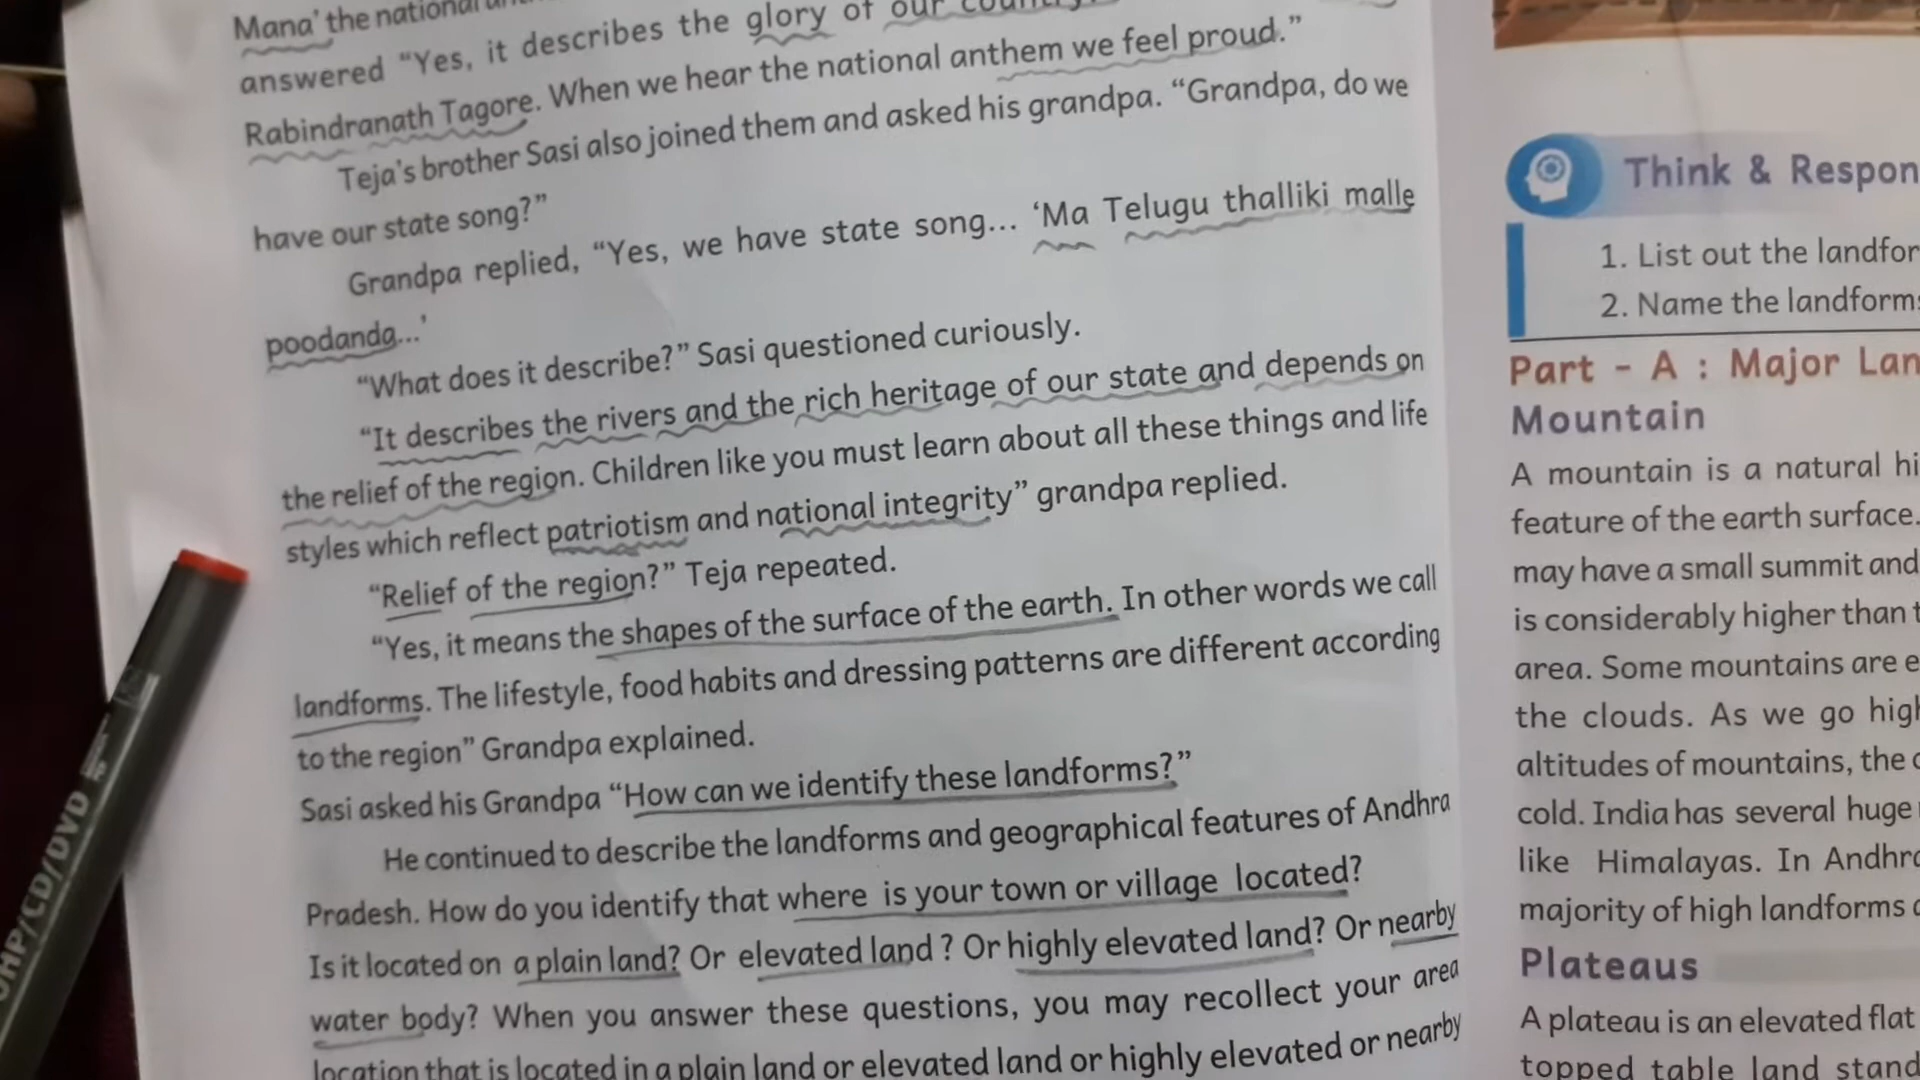 Mana' the national
answered “Yes, it describes the glory of our country.
Rabindranath Tagore. When we hear the national anthem we feel proud.”
Teja's brother Sasi also joined them and asked his grandpa. “Grandpa, do we
have our state song?”
Grandpa replied, “Yes, we have state song... ‘Ma Telugu thalliki malle
poodanda...’
“What does it describe?” Sasi questioned curiously.
“It describes the rivers and the rich heritage of our state and depends on
the relief of the region. Children like you must learn about all these things and life
styles which reflect patriotism and national integrity” grandpa replied.
“Relief of the region?” Teja repeated.
“Yes, it means the shapes of the surface of the earth. In other words we call
landforms. The lifestyle, food habits and dressing patterns are different according
to the region” Grandpa explained.
Sasi asked his Grandpa “How can we identify these landforms?”
He continued to describe the landforms and geographical features of Andhra
Pradesh. How do you identify that where is your town or village located?
Is it located on a plain land? Or elevated land ? Or highly elevated land? Or nearby
water body? When you answer these questions, you may recollect your area
location that is located in a plain land or elevated land or highly elevated or nearby
Think & Respon
1. List out the landfor
2. Name the landforms
Part - A : Major Lan
Mountain
A mountain is a natural hi
feature of the earth surface.
may have a small summit and
is considerably higher than t
area. Some mountains are e
the clouds. As we go high
altitudes of mountains, the c
cold. India has several huge
like Himalayas. In Andhra
majority of high landforms
Plateaus
A plateau is an elevated flat
topped table land stand
OHP/CD/DVD